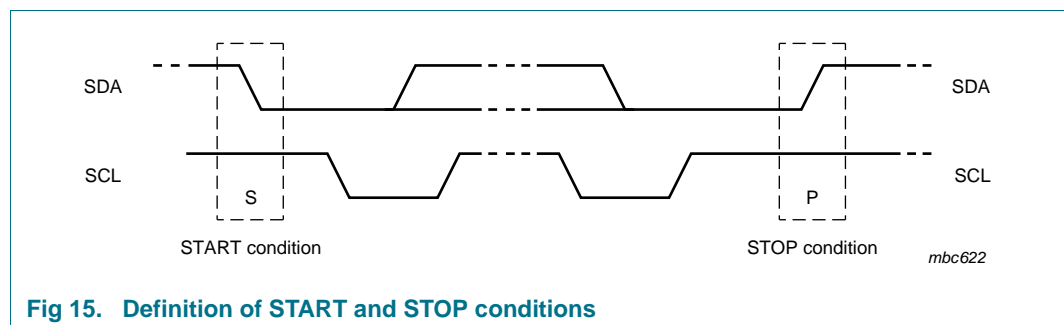 SDA
SDA
SCL
SCL
S
P
START condition
STOP condition
mbc622
Fig 15. Definition of START and STOP conditions